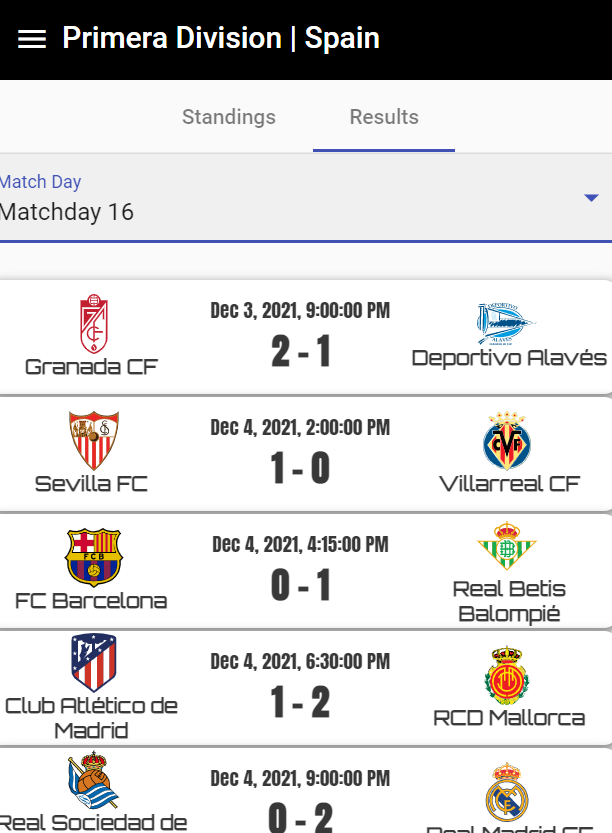 Primera Division | Spain
Standings
Results
Match Day
Matchday 16
Dec 3, 2021, 9:00:00 PM
2 - 1
Granada CF
Deportivo Alavés
Dec 4, 2021, 2:00:00 PM
1 - 0
Sevilla FC
Villarreal CF
Dec 4, 2021, 4:15:00 PM
FCB
0 - 1
FC Barcelona
Real Betis
Balompié
Dec 4, 2021, 6:30:00 PM
1 - 2
Club Atlético de
Madrid
RCD Mallorca
Dec 4, 2021, 9:00:00 PM
0 - 2
Real Sociedad de
Real Madrid CF